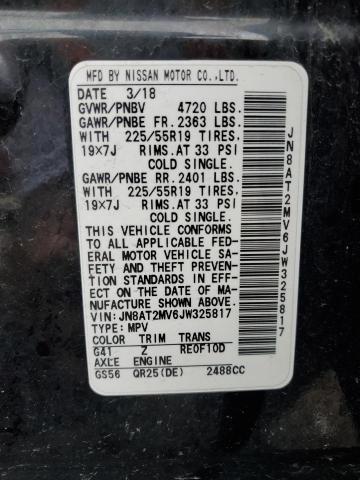 MFD BY NISSAN MOTOR CO.,LTD.
DATE 3/18
GVWR/PNBV 4720 LBS.
GAWR/PNBE FR. 2363 LBS.
WITH 225/55R19 TIRES.
19X7J RIMS.AT 33 PSI
COLD SINGLE.
GAWR/PNBE RR. 2401 LBS.
WITH 225/55R19 TIRES.
19X7J RIMS.AT 33 PSI
COLD SINGLE.
THIS VEHICLE CONFORMS
TO ALL APPLICABLE FED-
ERAL MOTOR VEHICLE SA-
FETY AND THEFT PREVEN-
TION STANDARDS IN EFF-
ECT ON THE DATE OF MA-
NUFACTURE SHOWN ABOVE.
VIN:JN8AT2MV6JW325817
TYPE:MPV
COLOR TRIM TRANS
G41 Z RE0F10D
AXLE ENGINE
GS56 QR25(DE) 2488CC
JN8AT2MV6JW325817